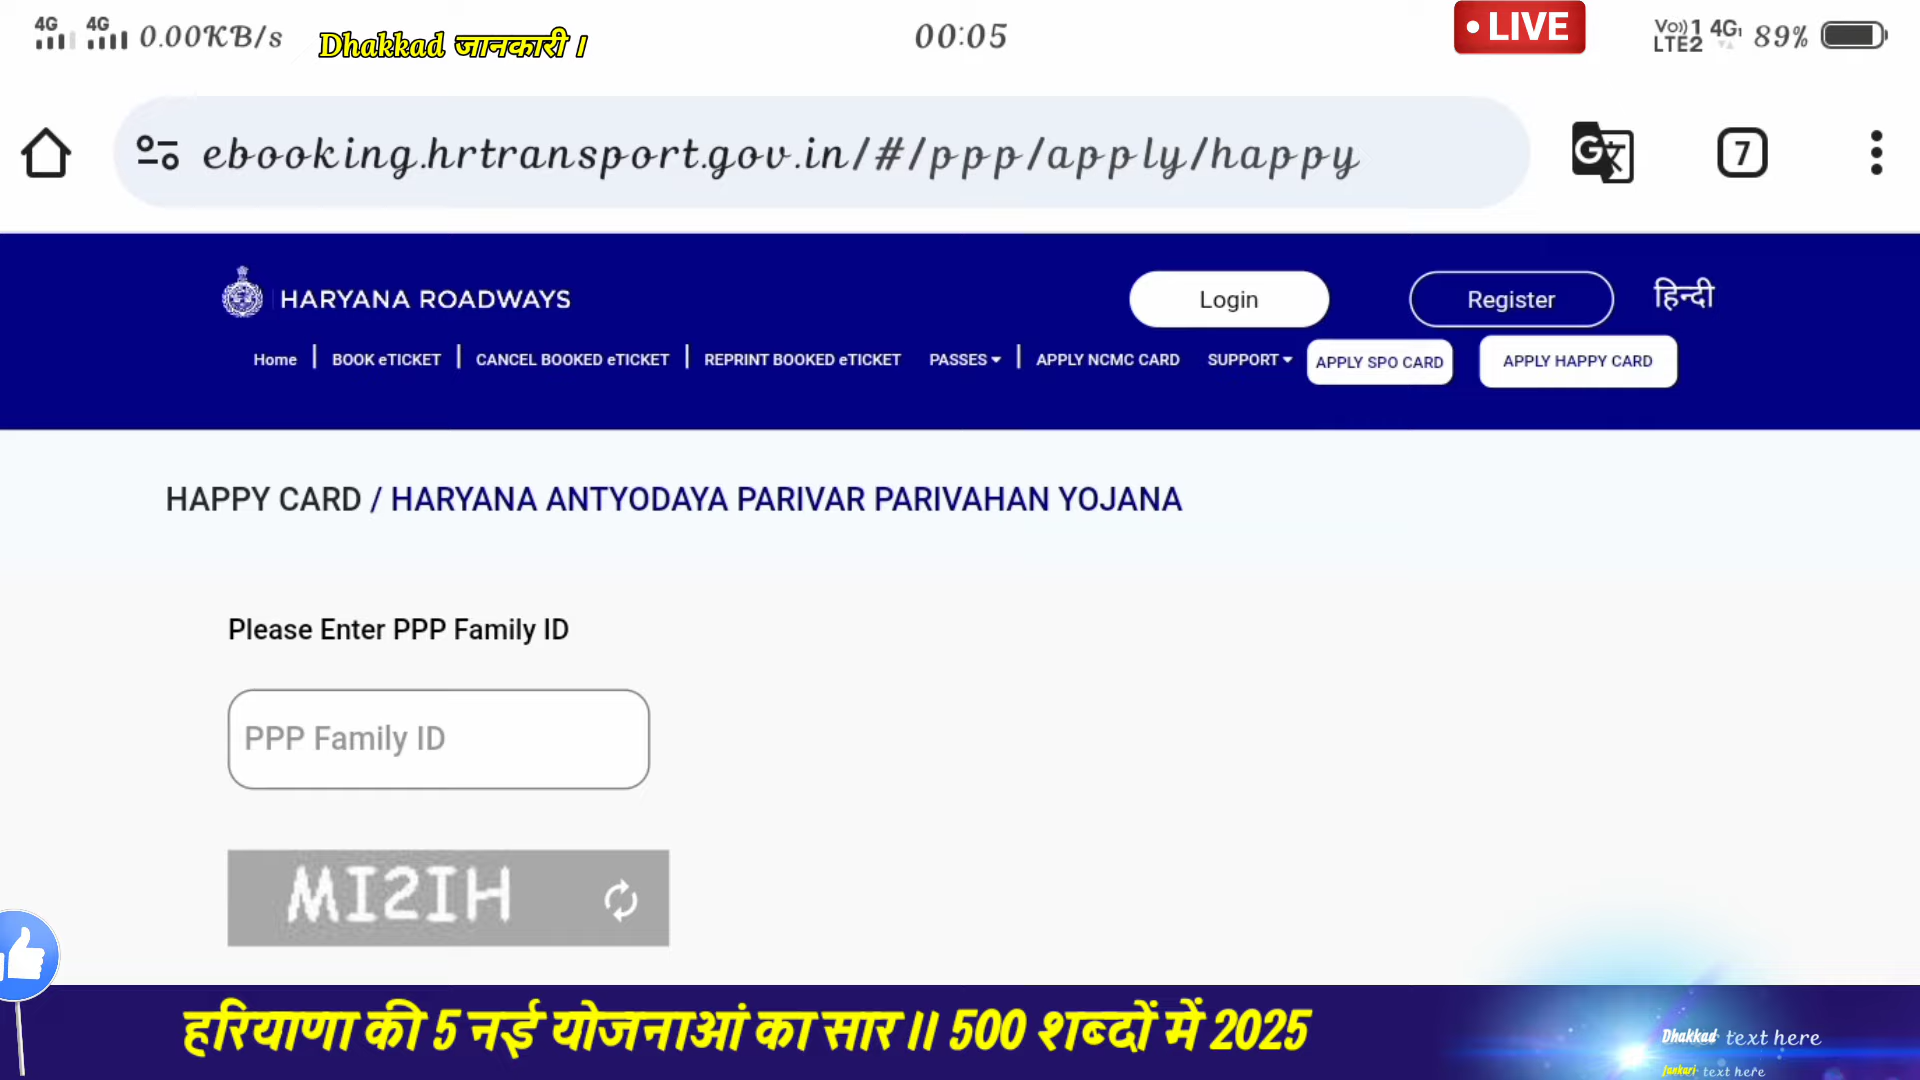 4G 4G 0.00KB/s Dhakkad जानकारी । 00:05 • LIVE Vo)) 1 LTE2 4G 89%
ebooking.hrtransport.gov.in/#/ppp/apply/happy 7
HARYANA ROADWAYS Login Register हिन्दी
Home BOOK eTICKET CANCEL BOOKED eTICKET REPRINT BOOKED eTICKET PASSES APPLY NCMC CARD SUPPORT APPLY SPO CARD APPLY HAPPY CARD
HAPPY CARD / HARYANA ANTYODAYA PARIVAR PARIVAHAN YOJANA
Please Enter PPP Family ID
PPP Family ID
MI2IH
हरियाणा की 5 नई योजनाआं का सार॥ 500 शब्दों में 2025
Dhakkad text here
Jankari text here